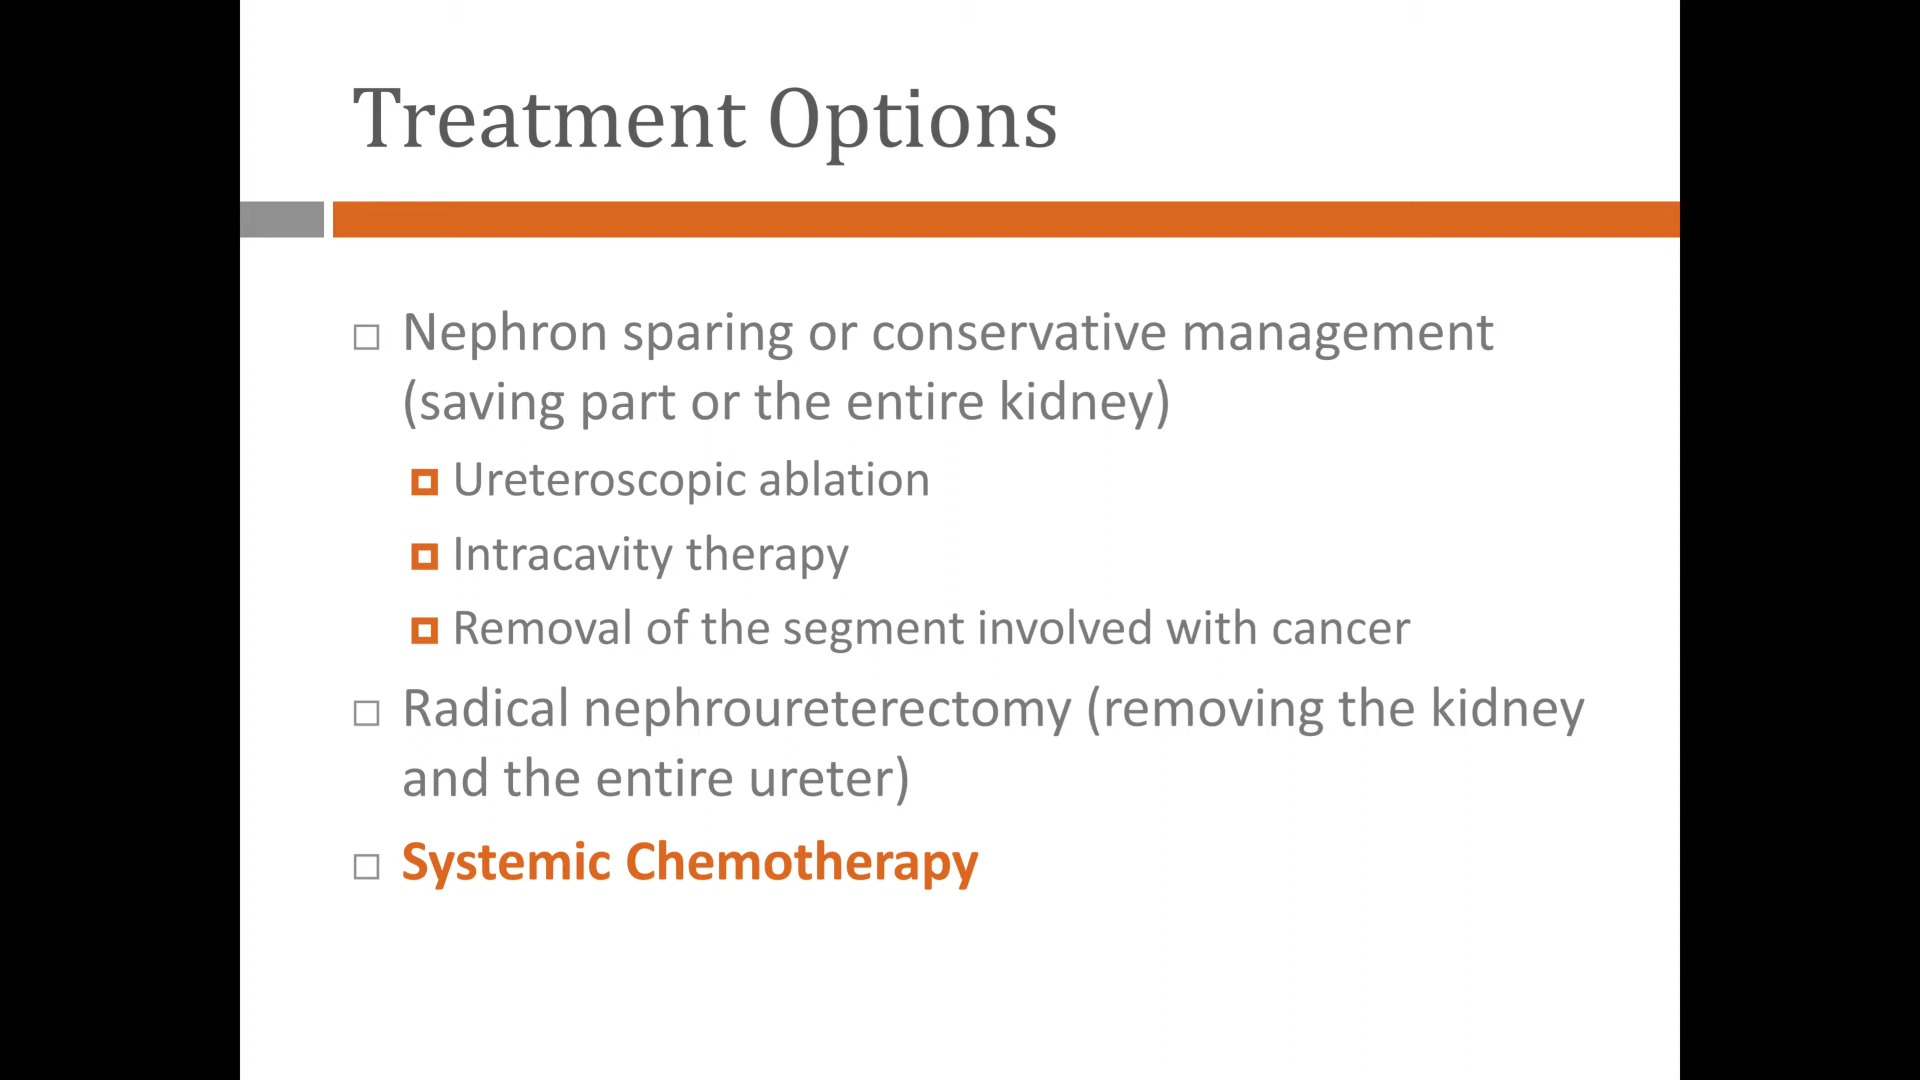 Treatment Options
Nephron sparing or conservative management
(saving part or the entire kidney)
Ureteroscopic ablation
Intracavity therapy
Removal of the segment involved with cancer
Radical nephroureterectomy (removing the kidney
and the entire ureter)
Systemic Chemotherapy